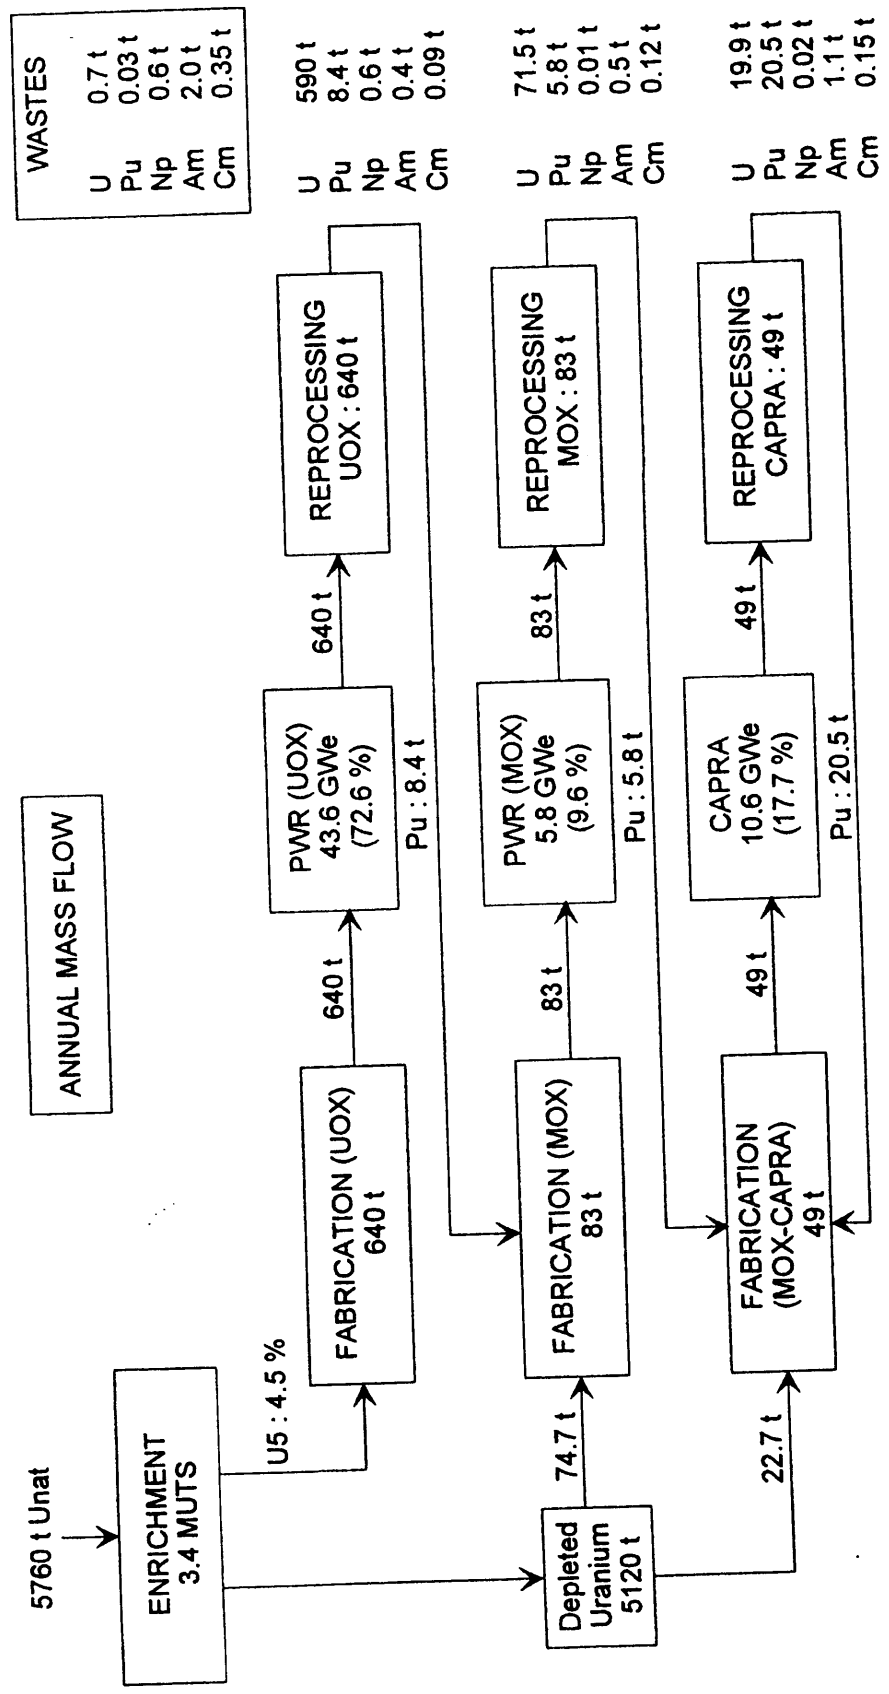 ANNUAL MASS FLOW
WASTES
U 0.7 t
Pu 0.03 t
Np 0.6 t
Am 2.0 t
Cm 0.35 t
5760 t Unat
ENRICHMENT
3.4 MUTS
U5 : 4.5 %
FABRICATION (UOX)
640 t
640 t
PWR (UOX)
43.6 GWe
(72.6 %)
640 t
REPROCESSING
UOX : 640 t
U 590 t
Pu 8.4 t
Np 0.6 t
Am 0.4 t
Cm 0.09 t
Pu : 8.4 t
Depleted
Uranium
5120 t
74.7 t
FABRICATION (MOX)
83 t
83 t
PWR (MOX)
5.8 GWe
(9.6 %)
83 t
REPROCESSING
MOX : 83 t
U 71.5 t
Pu 5.8 t
Np 0.01 t
Am 0.5 t
Cm 0.12 t
Pu : 5.8 t
22.7 t
FABRICATION
(MOX-CAPRA)
49 t
49 t
CAPRA
10.6 GWe
(17.7 %)
49 t
REPROCESSING
CAPRA : 49 t
U 19.9 t
Pu 20.5 t
Np 0.02 t
Am 1.1 t
Cm 0.15 t
Pu : 20.5 t